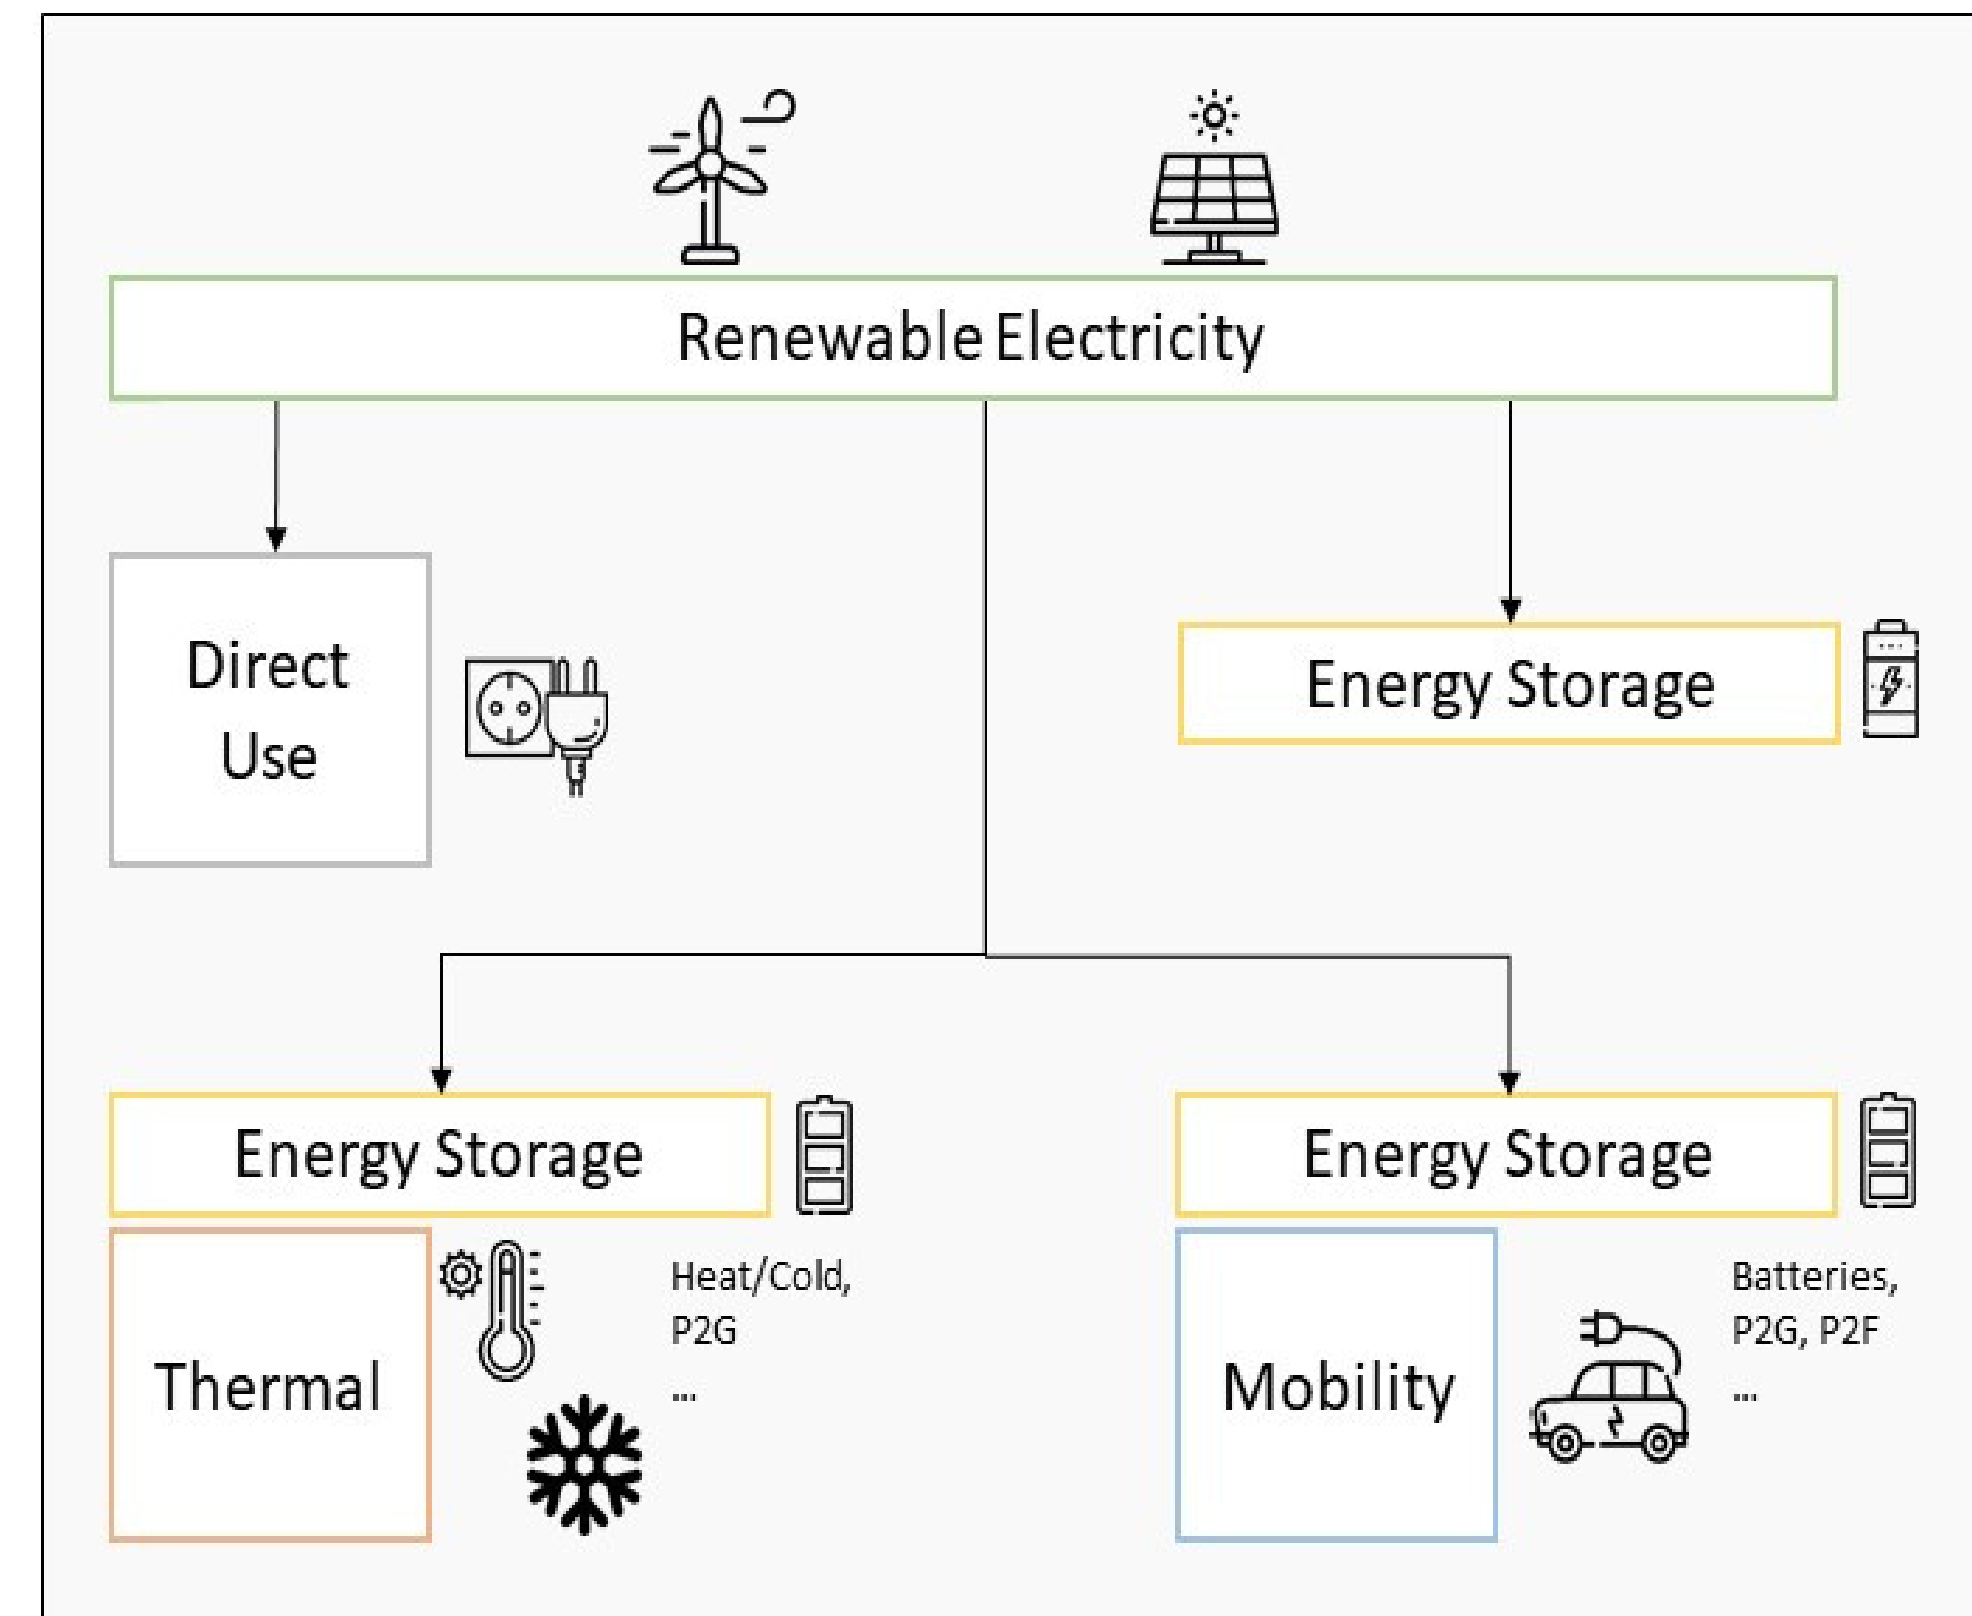 Renewable Electricity
Direct
Use
Energy Storage
Energy Storage
Thermal
Heat/Cold,
P2G
...
Energy Storage
Mobility
Batteries,
P2G, P2F
...